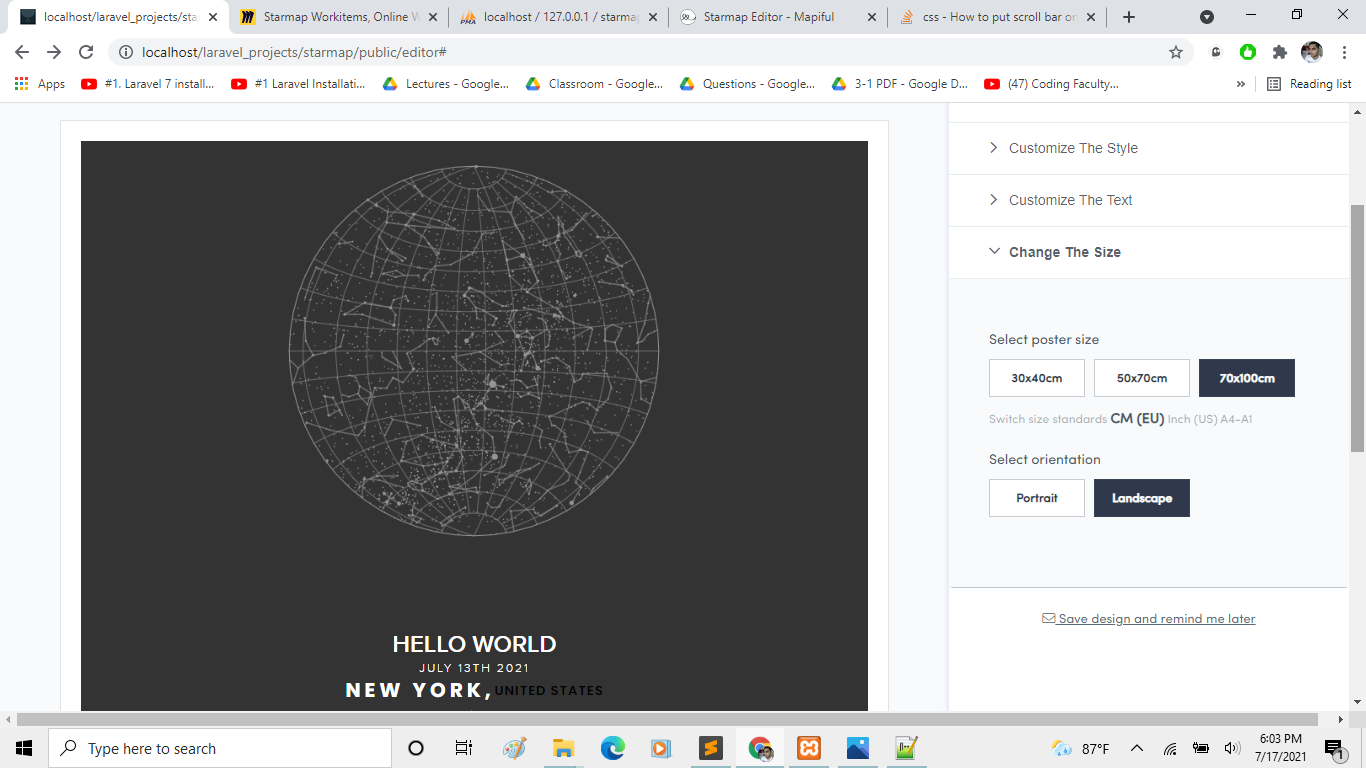 localhost/laravel_projects/sta
Starmap Workitems, Online W
localhost / 127.0.0.1 / starmap
Starmap Editor - Mapiful
css - How to put scroll bar on
localhost/laravel_projects/starmap/public/editor#
Apps
#1. Laravel 7 install...
#1 Laravel Installati...
Lectures - Google...
Classroom - Google...
Questions - Google...
3-1 PDF - Google D...
(47) Coding Faculty...
»
Reading list
Customize The Style
Customize The Text
Change The Size
Select poster size
30x40cm 50x70cm 70x100cm
Switch size standards CM (EU) Inch (US) A4-A1
Select orientation
Portrait Landscape
Save design and remind me later
HELLO WORLD
JULY 13TH 2021
NEW YORK, UNITED STATES
Type here to search
87°F
6:03 PM
7/17/2021
1